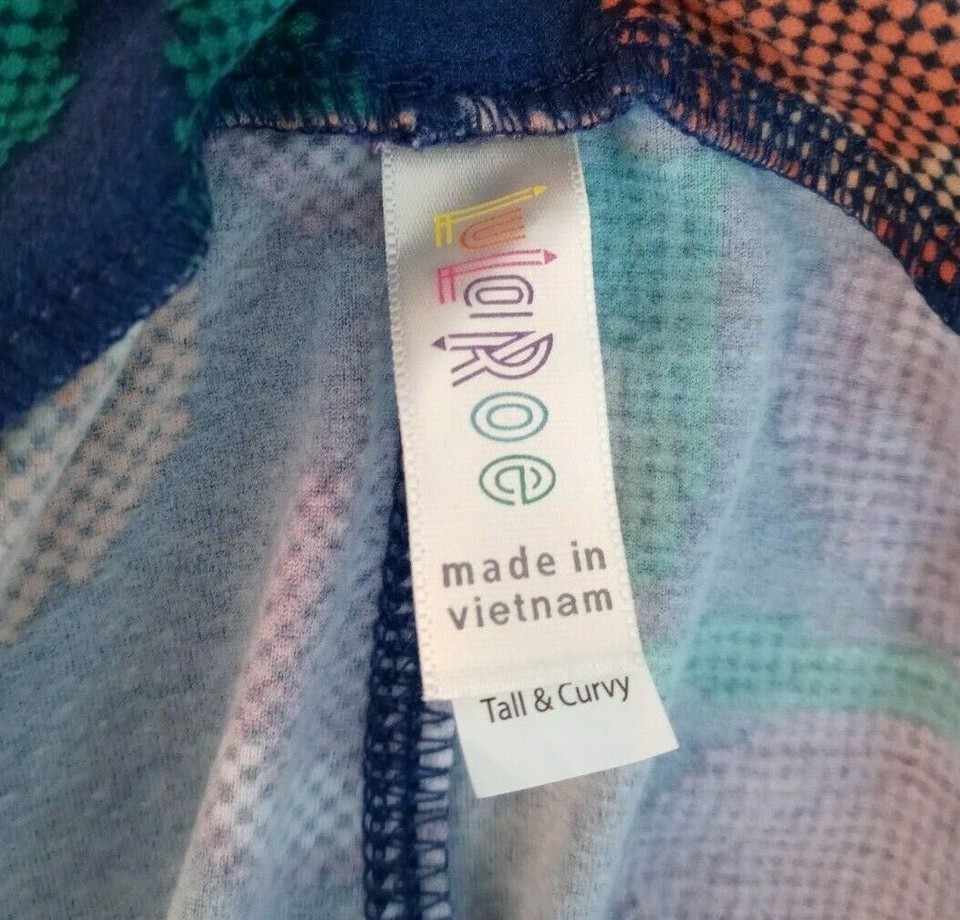 LuLaRoe
made in
vietnam
Tall & Curvy